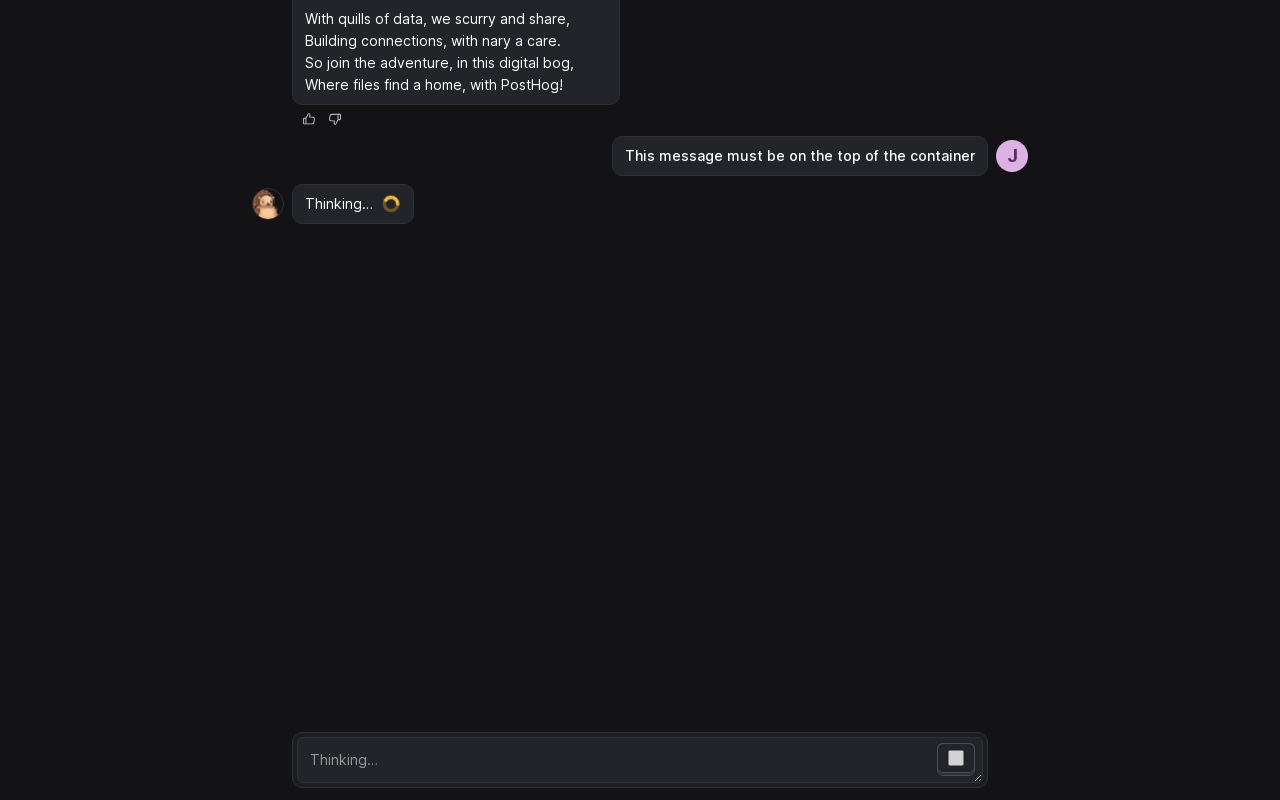 With quills of data, we scurry and share,
Building connections, with nary a care.
So join the adventure, in this digital bog,
Where files find a home, with PostHog!
This message must be on the top of the container
J
Thinking...
Thinking...